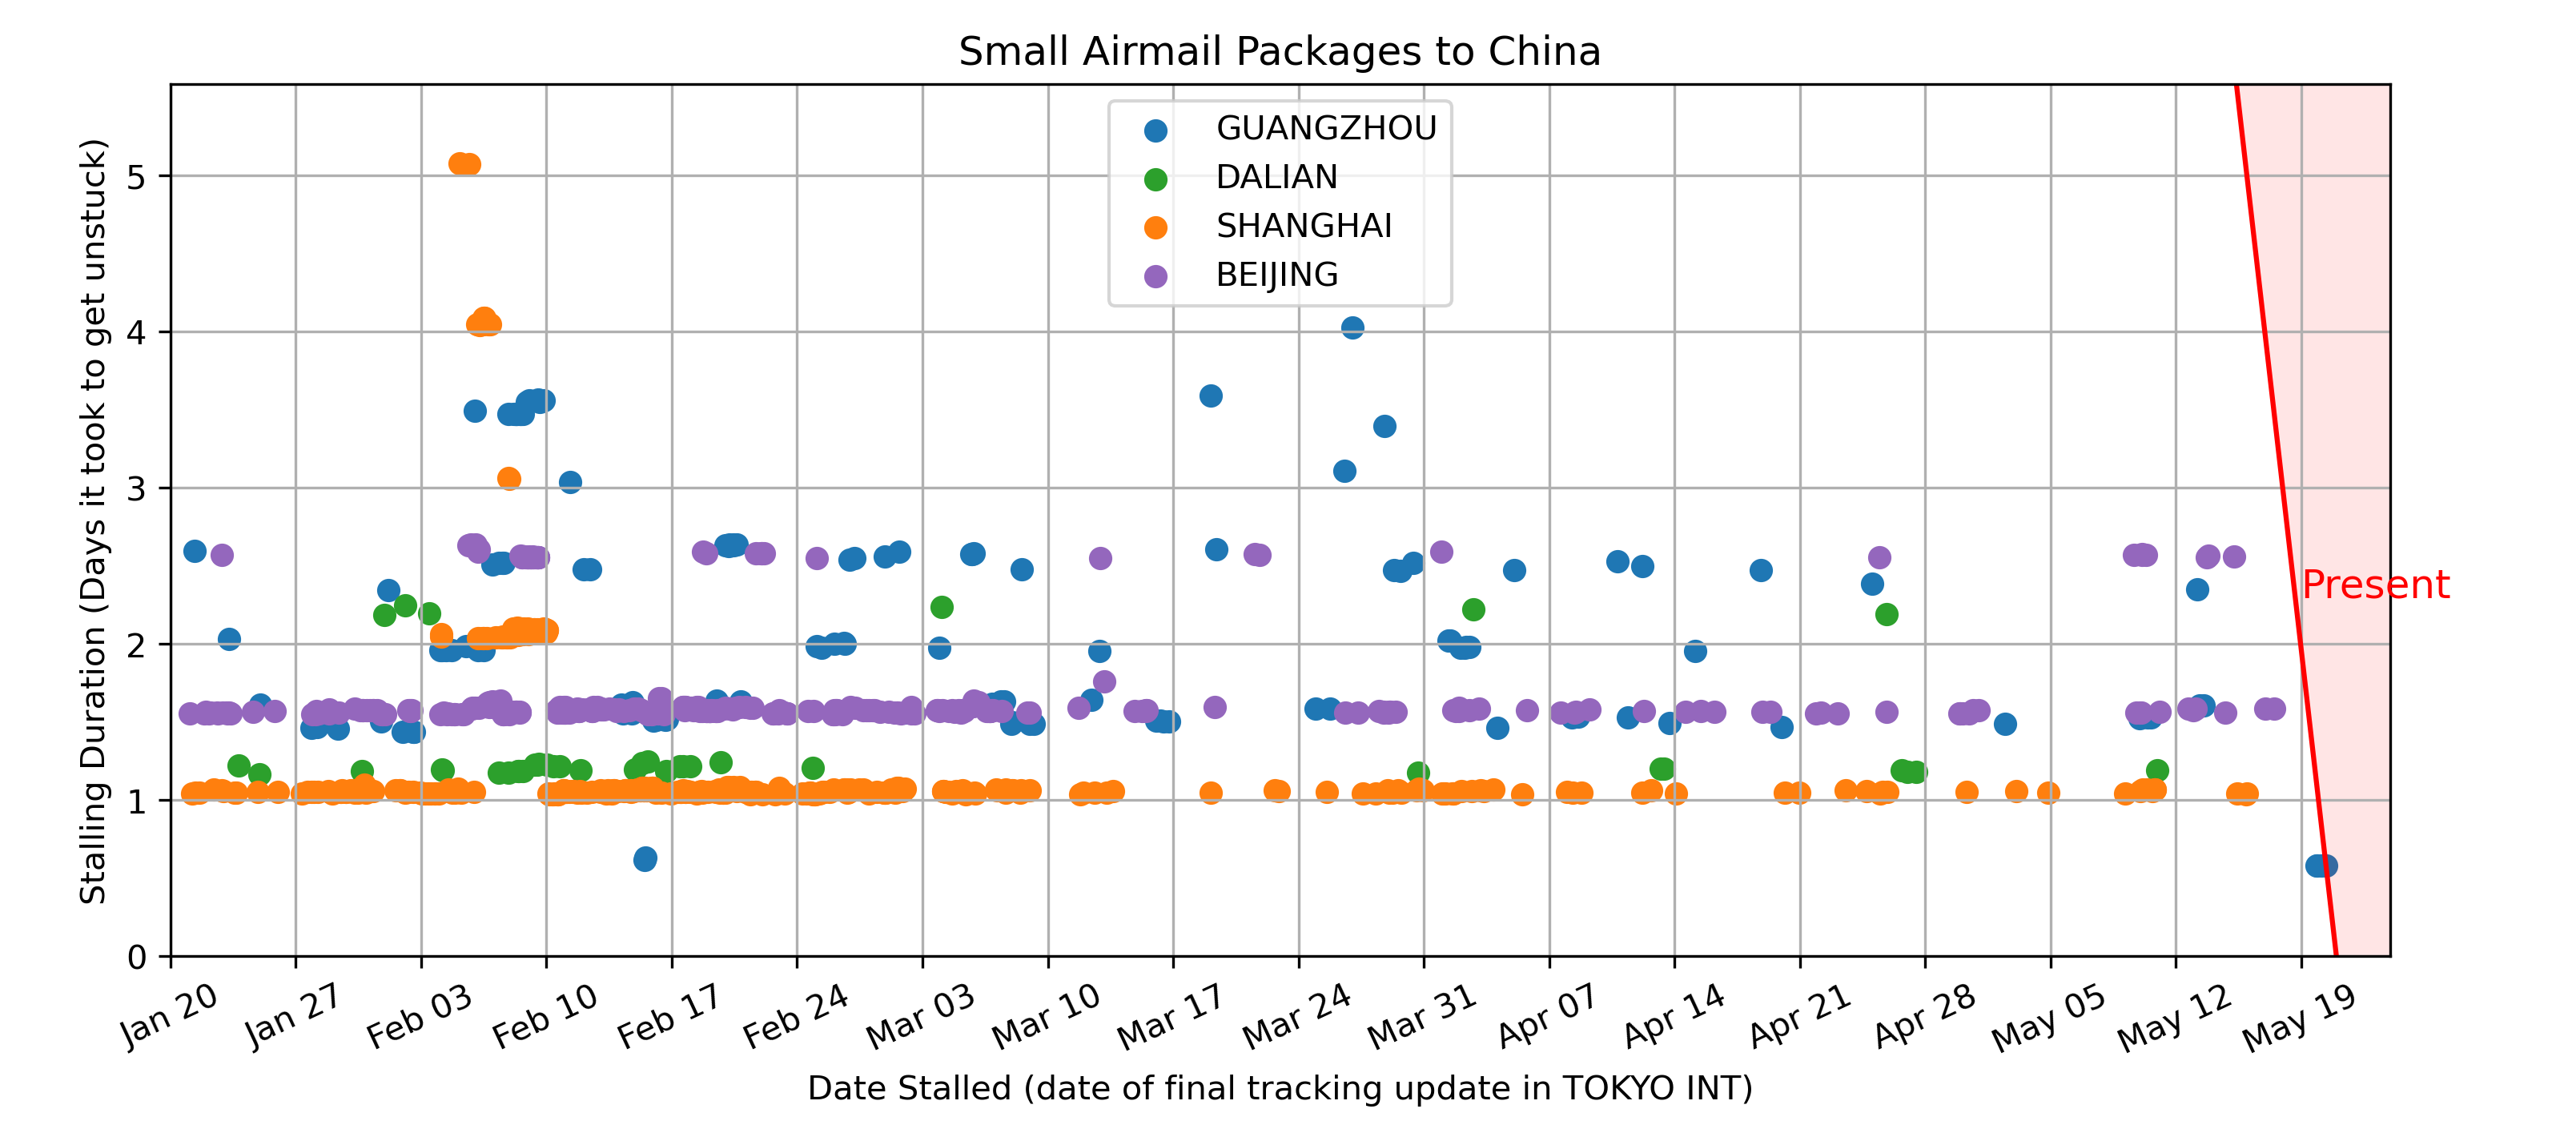 Small Airmail Packages to China
Stalling Duration (Days it took to get unstuck)
5
4
3
2
1
0
GUANGZHOU
DALIAN
SHANGHAI
BEIJING
Present
Jan 20
Jan 27
Feb 03
Feb 10
Feb 17
Feb 24
Mar 03
Mar 10
Mar 17
Mar 24
Mar 31
Apr 07
Apr 14
Apr 21
Apr 28
May 05
May 12
May 19
Date Stalled (date of final tracking update in TOKYO INT)